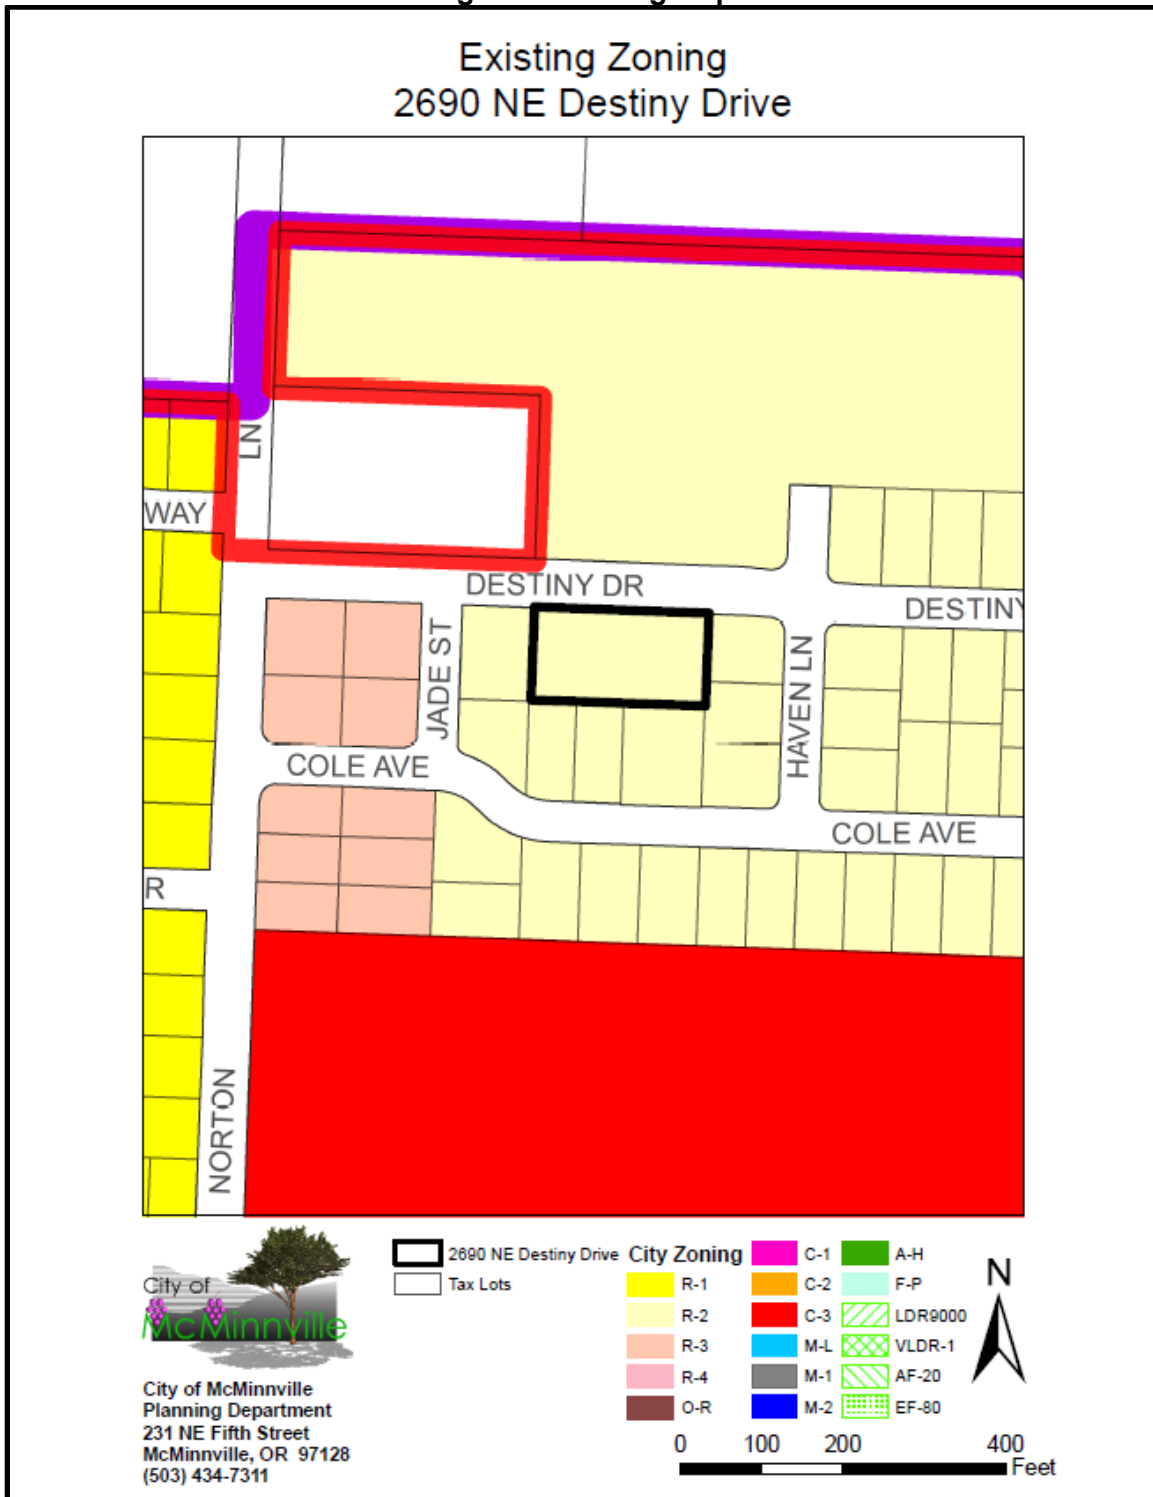 Existing Zoning
2690 NE Destiny Drive
LN
WAY
DESTINY DR
DESTINY
JADE ST
HAVEN LN
COLE AVE
COLE AVE
R
NORTON
City of
McMinnville
City of McMinnville
Planning Department
231 NE Fifth Street
McMinnville, OR 97128
(503) 434-7311
2690 NE Destiny Drive
Tax Lots
City Zoning
R-1
R-2
R-3
R-4
O-R
C-1
C-2
C-3
M-L
M-1
M-2
A-H
F-P
LDR9000
VLDR-1
AF-20
EF-80
N
0 100 200 400
Feet